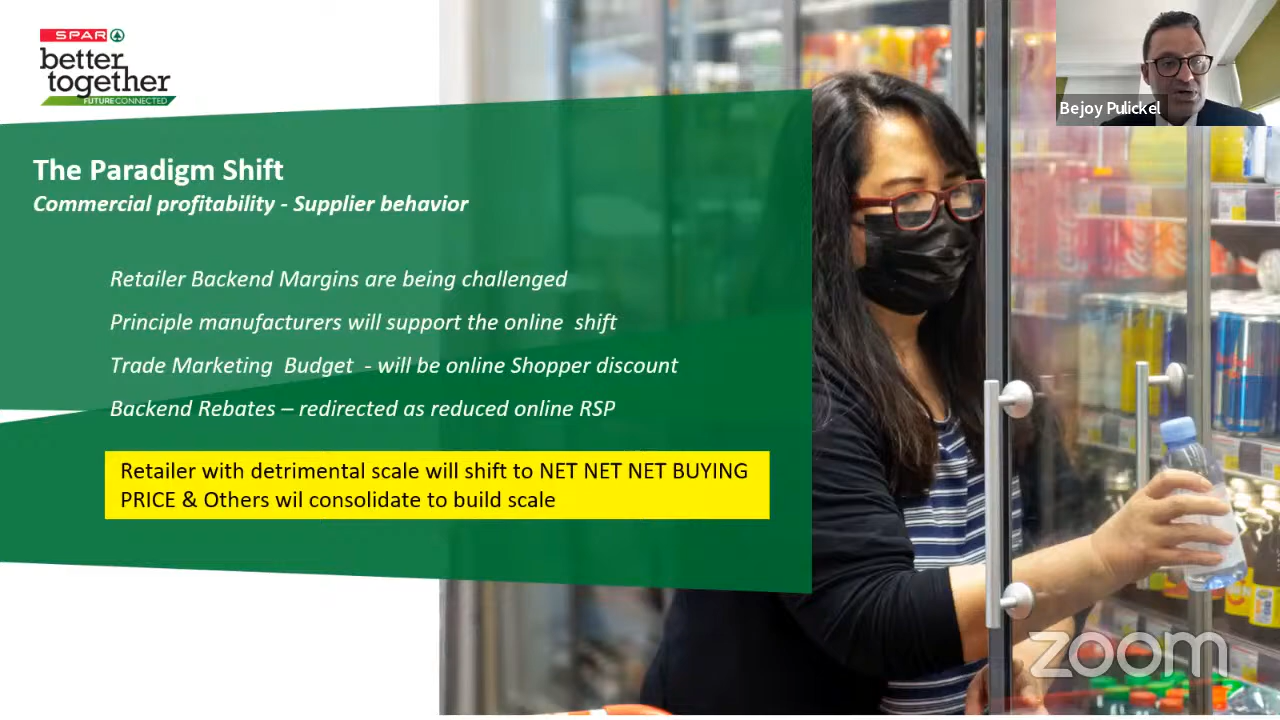 SPAR
better
together
FUTURECONNECTED
Bejoy Pulickel
The Paradigm Shift
Commercial profitability - Supplier behavior
Retailer Backend Margins are being challenged
Principle manufacturers will support the online shift
Trade Marketing Budget - will be online Shopper discount
Backend Rebates – redirected as reduced online RSP
Retailer with detrimental scale will shift to NET NET NET BUYING
PRICE & Others wil consolidate to build scale
zoom